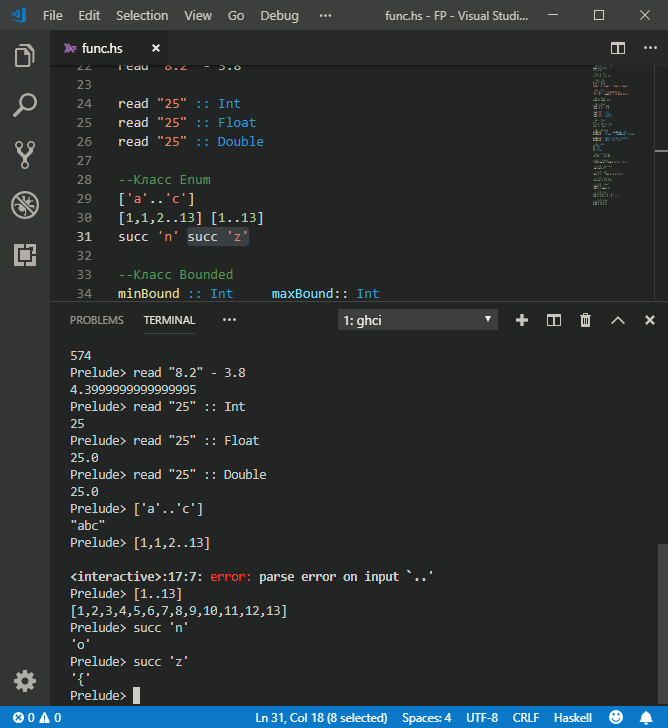 File Edit Selection View Go Debug ··· func.hs - FP - Visual Studi...
func.hs
22 read "8.2" - 3.8
23
24 read "25" :: Int
25 read "25" :: Float
26 read "25" :: Double
27
28 --Класс Enum
29 ['a'..'c']
30 [1,1,2..13] [1..13]
31 succ 'n' succ 'z'
32
33 --Класс Bounded
34 minBound :: Int     maxBound:: Int
PROBLEMS TERMINAL ··· 1: ghci
574
Prelude> read "8.2" - 3.8
4.3999999999999995
Prelude> read "25" :: Int
25
Prelude> read "25" :: Float
25.0
Prelude> read "25" :: Double
25.0
Prelude> ['a'..'c']
"abc"
Prelude> [1,1,2..13]
<interactive>:17:7: error: parse error on input `..'
Prelude> [1..13]
[1,2,3,4,5,6,7,8,9,10,11,12,13]
Prelude> succ 'n'
'o'
Prelude> succ 'z'
'{'
Prelude>
0 0 Ln 31, Col 18 (8 selected) Spaces: 4 UTF-8 CRLF Haskell